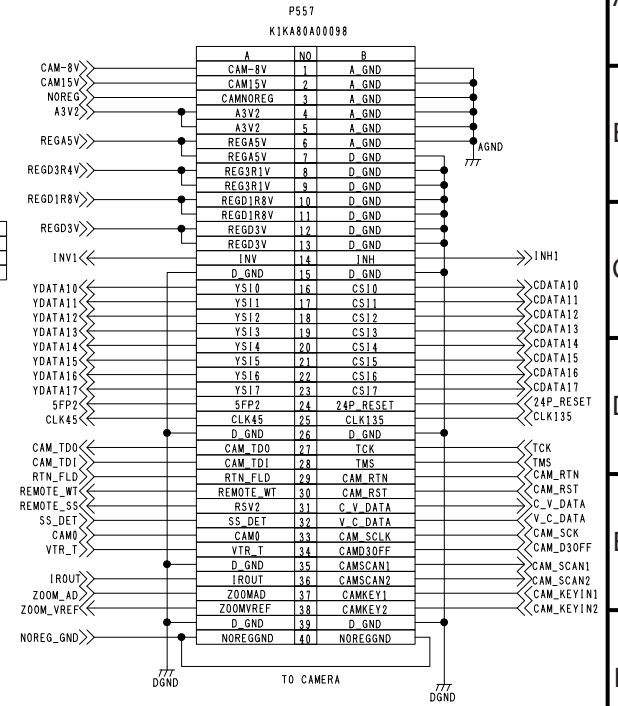 P557
K1KA80A00098
A NO B
CAM-8V CAM-8V 1 A_GND
CAM15V CAM15V 2 A_GND
NOREG CAMNOREG 3 A_GND
A3V2 A3V2 4 A_GND
A3V2 5 A_GND
REGA5V REGA5V 6 A_GND AGND
REGA5V 7 D_GND
REGD3R4V REG3R1V 8 D_GND
REG3R1V 9 D_GND
REGD1R8V REGD1R8V 10 D_GND
REGD1R8V 11 D_GND
REGD3V REGD3V 12 D_GND
REGD3V 13 D_GND
INV1 INV 14 INH INH1
D_GND 15 D_GND
YDATA10 YSI0 16 CSI0 CDATA10
YDATA11 YSI1 17 CSI1 CDATA11
YDATA12 YSI2 18 CSI2 CDATA12
YDATA13 YSI3 19 CSI3 CDATA13
YDATA14 YSI4 20 CSI4 CDATA14
YDATA15 YSI5 21 CSI5 CDATA15
YDATA16 YSI6 22 CSI6 CDATA16
YDATA17 YSI7 23 CSI7 CDATA17
5FP2 5FP2 24 24P_RESET 24P_RESET
CLK45 CLK45 25 CLK135 CLK135
D_GND 26 D_GND
CAM_TDO CAM_TDO 27 TCK TCK
CAM_TDI CAM_TDI 28 TMS TMS
RTN_FLD RTN_FLD 29 CAM_RTN CAM_RTN
REMOTE_WT REMOTE_WT 30 CAM_RST CAM_RST
REMOTE_SS RSV2 31 C_V_DATA C_V_DATA
SS_DET SS_DET 32 V_C_DATA V_C_DATA
CAM0 CAM0 33 CAM_SCLK CAM_SCK
VTR_T VTR_T 34 CAMD3OFF CAM_D3OFF
D_GND 35 CAMSCAN1 CAM_SCAN1
IROUT IROUT 36 CAMSCAN2 CAM_SCAN2
ZOOM_AD ZOOMAD 37 CAMKEY1 CAM_KEYIN1
ZOOM_VREF ZOOMVREF 38 CAMKEY2 CAM_KEYIN2
D_GND 39 D_GND
NOREG_GND NOREGGND 40 NOREGGND
DGND TO CAMERA DGND